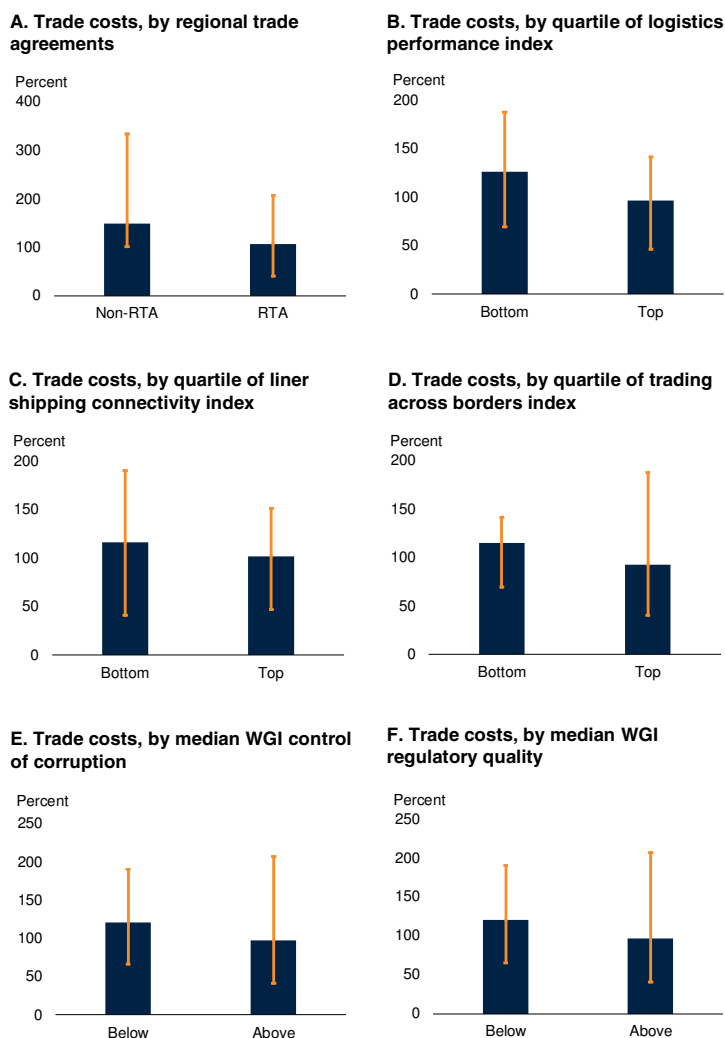 A. Trade costs, by regional trade
agreements
Percent
400
300
200
100
0
Non-RTA
RTA
B. Trade costs, by quartile of logistics
performance index
Percent
200
150
100
50
0
Bottom
Top
C. Trade costs, by quartile of liner
shipping connectivity index
Percent
200
150
100
50
0
Bottom
Top
D. Trade costs, by quartile of trading
across borders index
Percent
200
150
100
50
0
Bottom
Top
E. Trade costs, by median WGI control
of corruption
Percent
250
200
150
100
50
0
Below
Above
F. Trade costs, by median WGI
regulatory quality
Percent
250
200
150
100
50
0
Below
Above